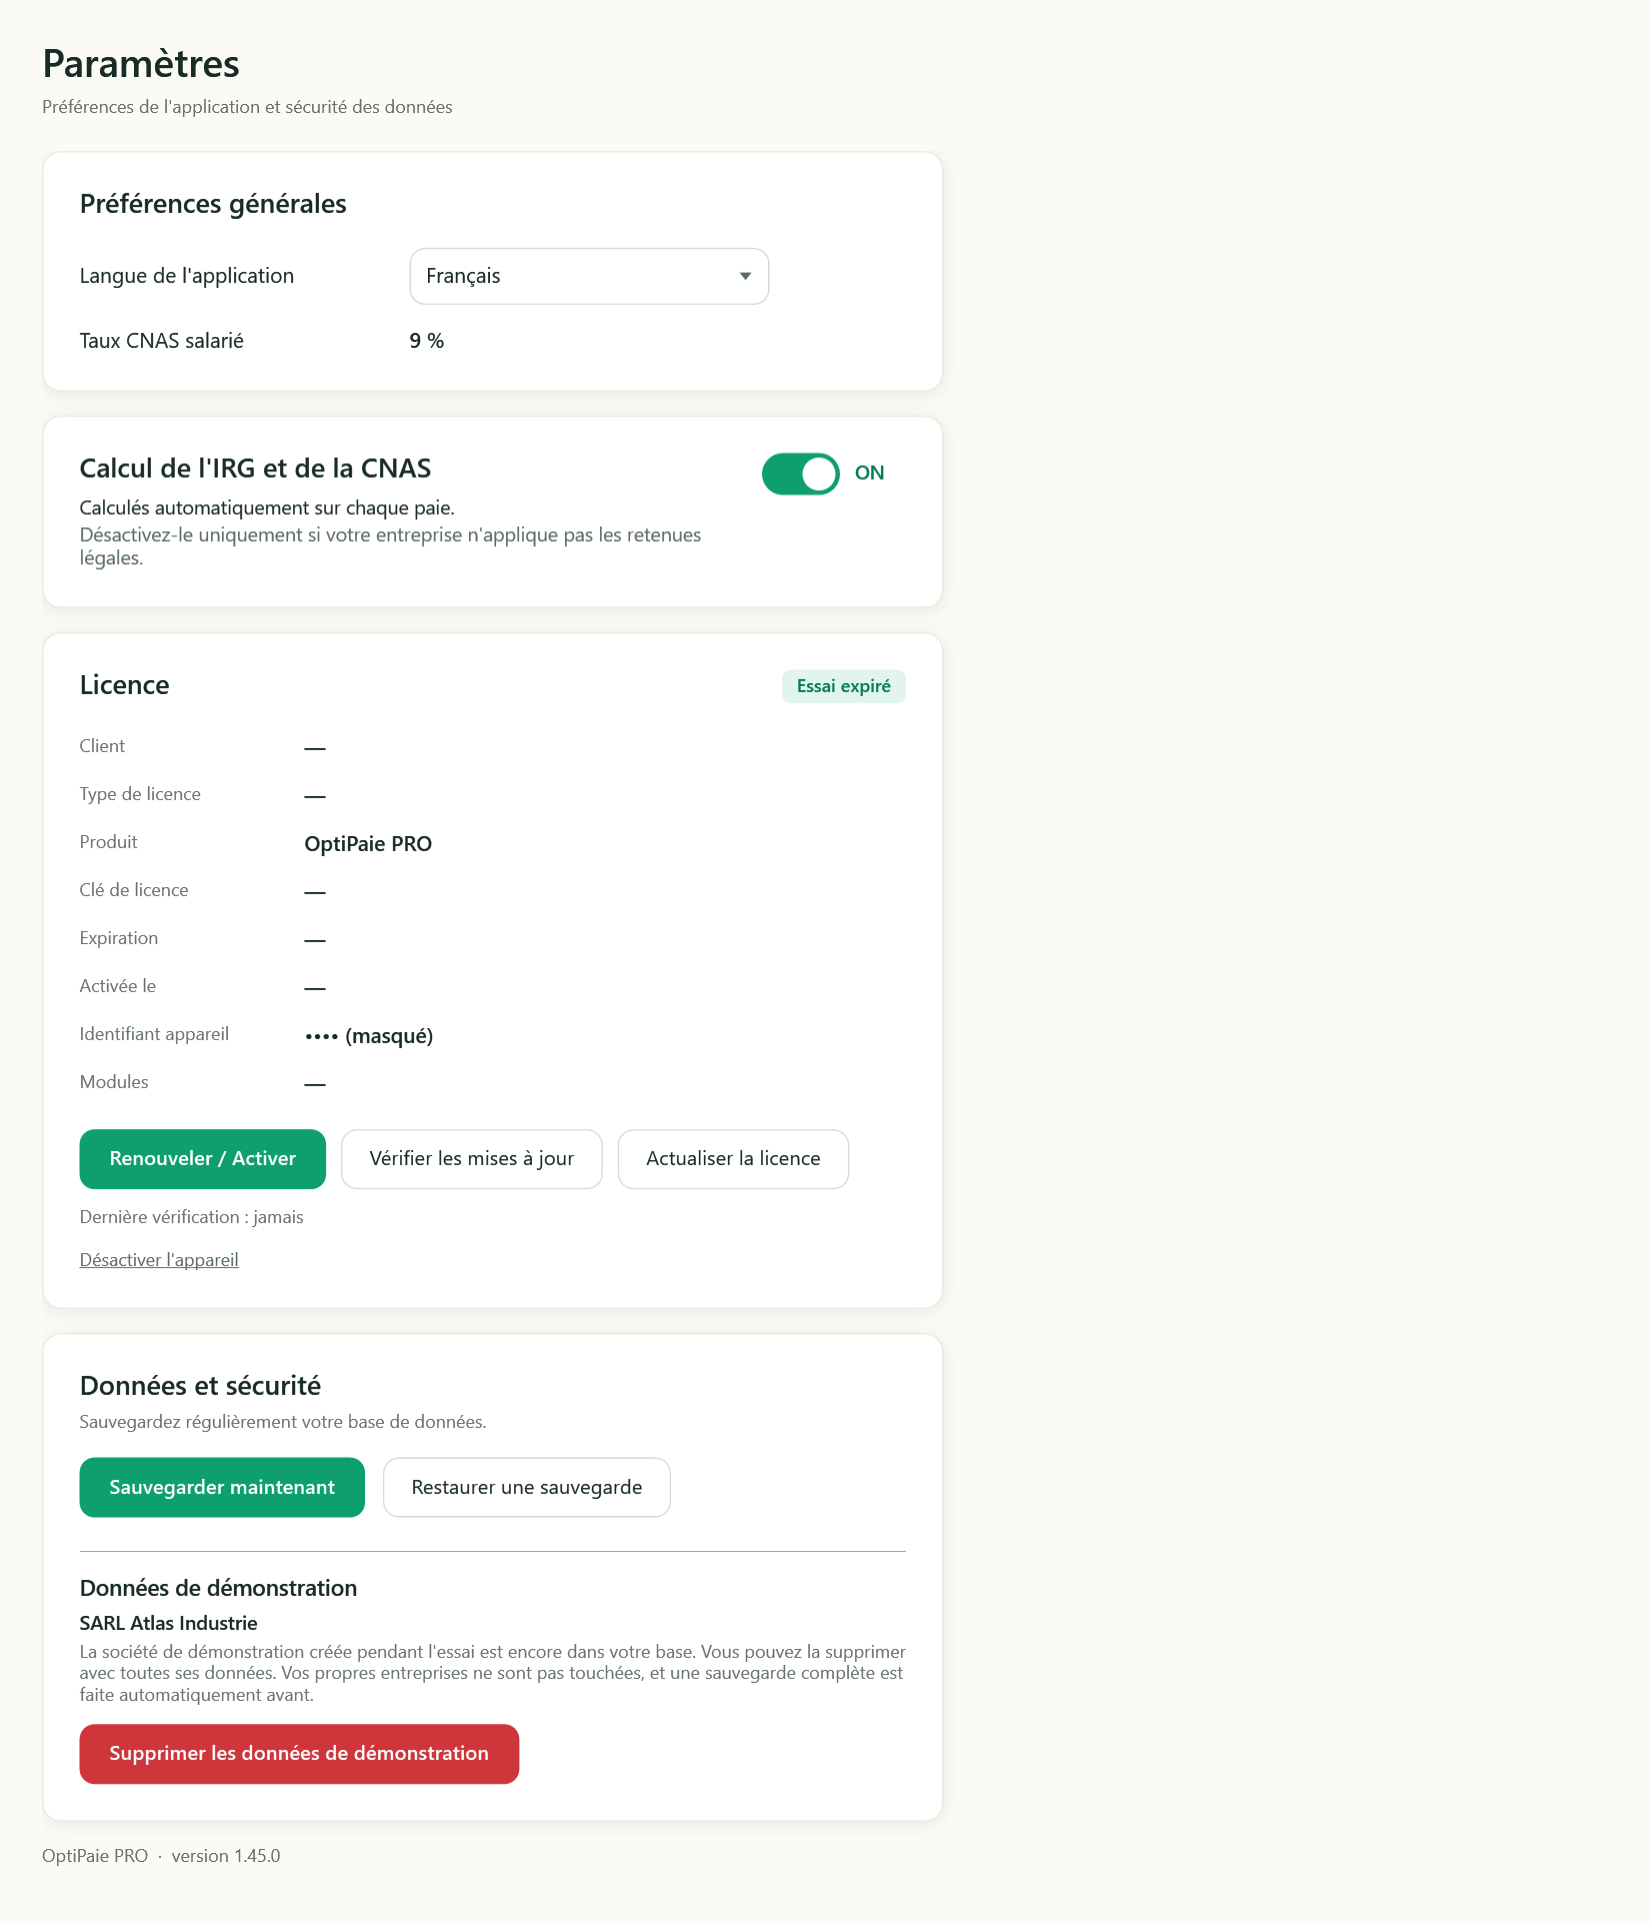 Paramètres
Préférences de l'application et sécurité des données
Préférences générales
Langue de l'application
Français
Taux CNAS salarié
9 %
Calcul de l'IRG et de la CNAS
ON
Calculés automatiquement sur chaque paie.
Désactivez-le uniquement si votre entreprise n'applique pas les retenues
légales.
Licence
Essai expiré
Client
—
Type de licence
—
Produit
OptiPaie PRO
Clé de licence
—
Expiration
—
Activée le
—
Identifiant appareil
•••• (masqué)
Modules
—
Renouveler / Activer
Vérifier les mises à jour
Actualiser la licence
Dernière vérification : jamais
Désactiver l'appareil
Données et sécurité
Sauvegardez régulièrement votre base de données.
Sauvegarder maintenant
Restaurer une sauvegarde
Données de démonstration
SARL Atlas Industrie
La société de démonstration créée pendant l'essai est encore dans votre base. Vous pouvez la supprimer
avec toutes ses données. Vos propres entreprises ne sont pas touchées, et une sauvegarde complète est
faite automatiquement avant.
Supprimer les données de démonstration
OptiPaie PRO · version 1.45.0